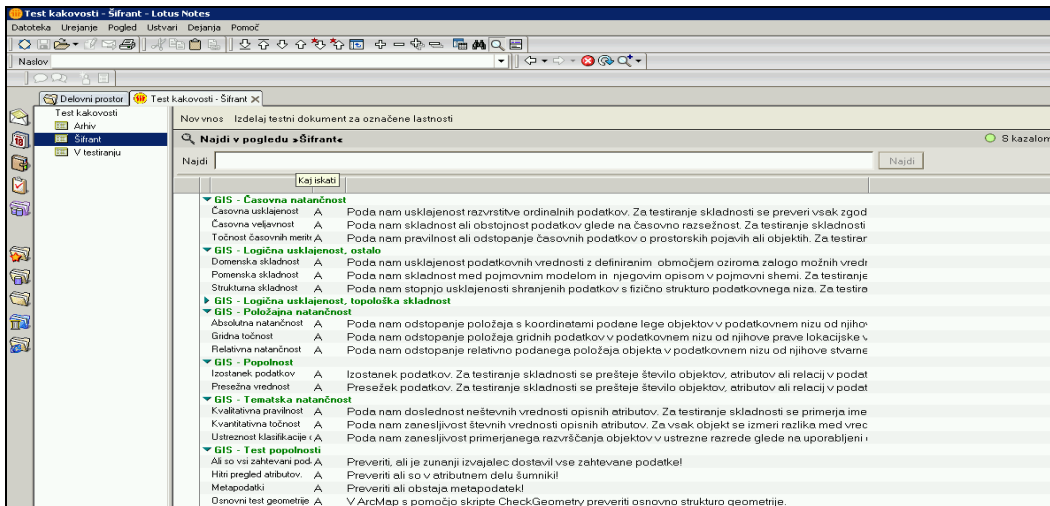 Test kakovosti - Šifrant - Lotus Notes
Datoteka Urejanje Pogled Ustvari Dejanja Pomoč
Naslov
Delovni prostor Test kakovosti - Šifrant
Test kakovosti
Arhiv
Šifrant
V testiranju
Nov vnos Izdelaj testni dokument za označene lastnosti
Najdi v pogledu »Šifrant«
S kazalom
Najdi Najdi
Kaj iskati
GIS - Časovna natančnost
Časovna usklajenost A Poda nam usklajenost razvrstitve ordinalnih podatkov. Za testiranje skladnosti se preveri vsak zgod
Časovna veljavnost A Poda nam skladnost ali obstojnost podatkov glede na časovno razsežnost. Za testiranje skladnosti
Točnost časovnih merite A Poda nam pravilnost ali odstopanje časovnih podatkov o prostorskih pojavih ali objektih. Za testirar
GIS - Logična usklajenost, ostalo
Domenska skladnost A Poda nam usklajenost podatkovnih vrednosti z definiranim območjem oziroma zalogo možnih vredr
Pomenska skladnost A Poda nam skladnost med pojmovnim modelom in njegovim opisom v pojmovni shemi. Za testiranje
Strukturna skladnost A Poda nam stopnjo usklajenosti shranjenih podatkov s fizično strukturo podatkovnega niza. Za testira
GIS - Logična usklajenost, topološka skladnost
GIS - Položajna natančnost
Absolutna natančnost A Poda nam odstopanje položaja s koordinatami podane lege objektov v podatkovnem nizu od njihov
Gridna točnost A Poda nam odstopanje položaja gridnih podatkov v podatkovnem nizu od njihove prave lokacijske v
Relativna natančnost A Poda nam odstopanje relativno podanega položaja objekta v podatkovnem nizu od njihove stvarne
GIS - Popolnost
Izostanek podatkov A Izostanek podatkov. Za testiranje skladnosti se prešteje število objektov, atributov ali relacij v podat
Presežna vrednost A Presežek podatkov. Za testiranje skladnosti se prešteje število objektov, atributov ali relacij v podat
GIS - Tematska natančnost
Kvalitativna pravilnost A Poda nam doslednost neštevnih vrednosti opisnih atributov. Za testiranje skladnosti se primerja ime
Kvantitativna točnost A Poda nam zanesljivost števnih vrednosti opisnih atributov. Za vsak objekt se izmeri razlika med vred
Ustreznost klasifikacije A Poda nam zanesljivost primerjanega razvrščanja objektov v ustrezne razrede glede na uporabljeni
GIS - Test popolnosti
Ali so vsi zahtevani pod A Preveriti, ali je zunanji izvajalec dostavil vse zahtevane podatke!
Hitri pregled atributov. A Preveriti ali so v atributnem delu šumniki!
Metapodatki A Preveriti ali obstaja metapodatek!
Osnovni test geometrije A V ArcMap s pomočjo skripte CheckGeometry preveriti osnovno strukturo geometrije.